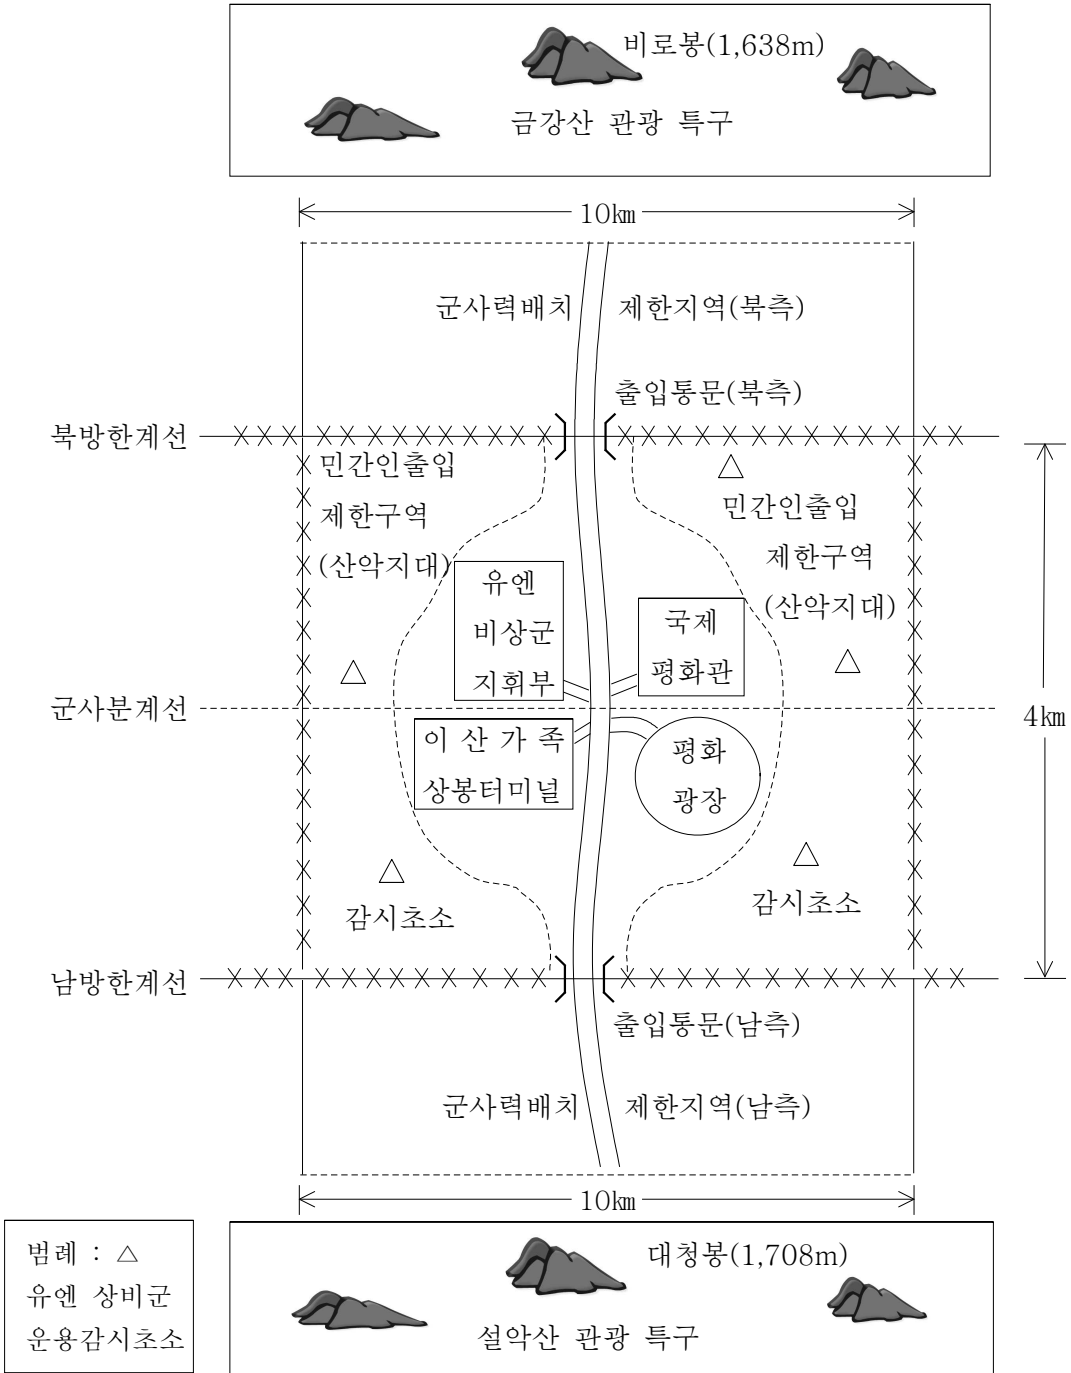 비로봉(1,638m)
금강산 관광 특구
10㎞
군사력배치 제한지역(북측)
출입통문(북측)
북방한계선
민간인출입
제한구역
(산악지대)
민간인출입
제한구역
(산악지대)
유엔
비상군
지휘부
국제
평화관
군사분계선
4㎞
이 산 가 족
상봉터미널
평화
광장
감시초소
감시초소
남방한계선
출입통문(남측)
군사력배치 제한지역(남측)
10㎞
범례 : △
유엔 상비군
운용감시초소
대청봉(1,708m)
설악산 관광 특구